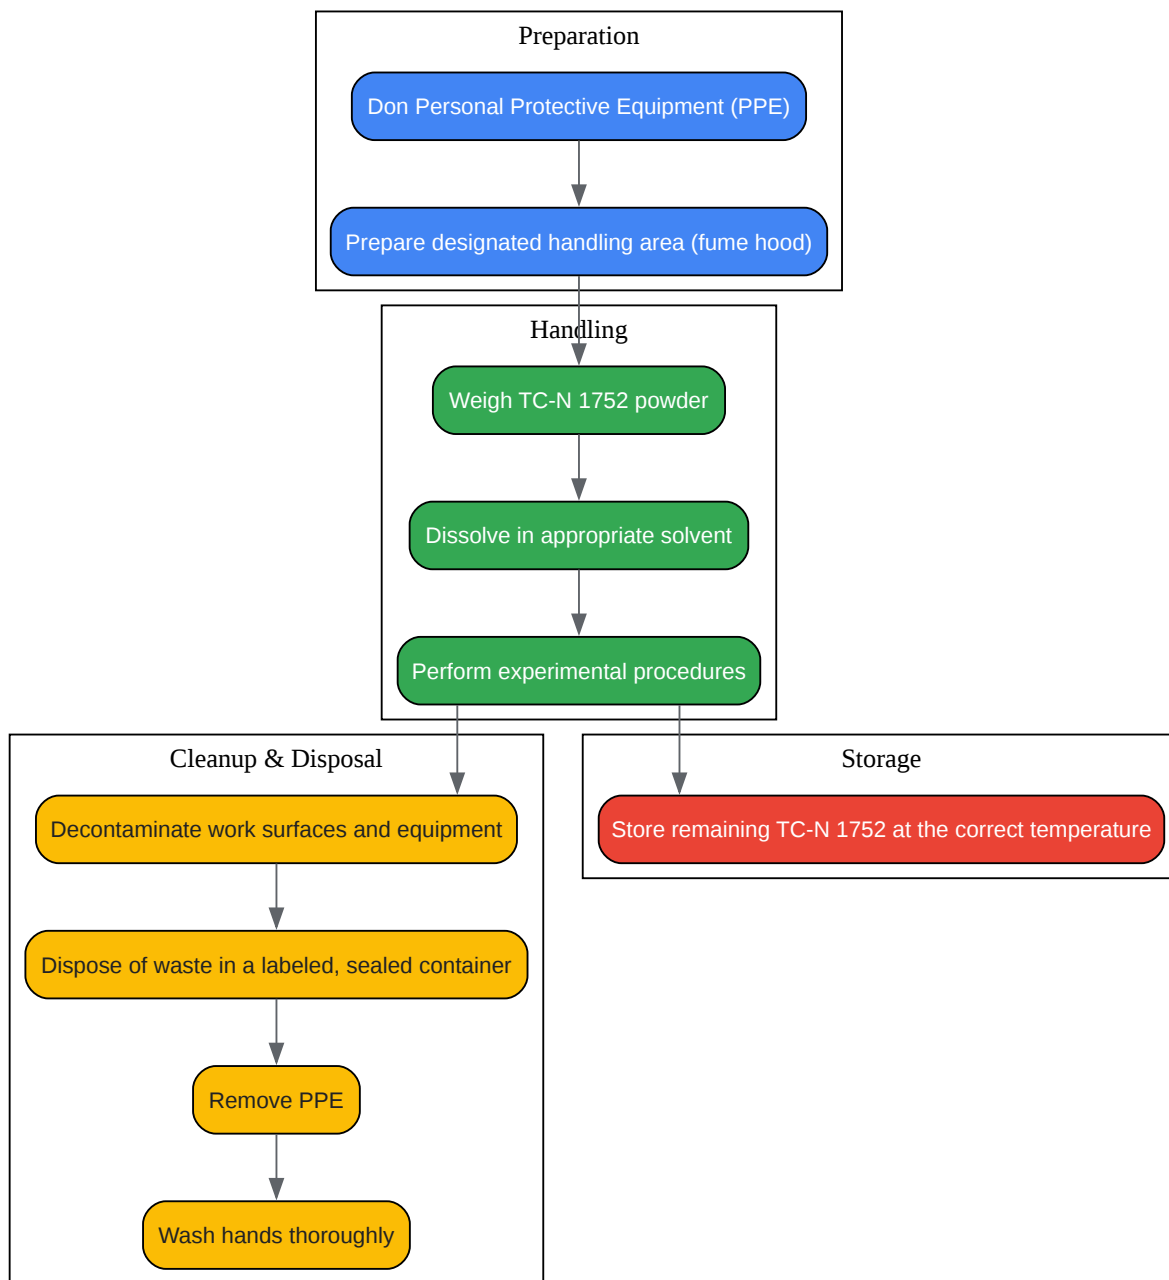 Preparation
Don Personal Protective Equipment (PPE)
Prepare designated handling area (fume hood)
Handling
Weigh TC-N 1752 powder
Dissolve in appropriate solvent
Perform experimental procedures
Cleanup & Disposal
Decontaminate work surfaces and equipment
Dispose of waste in a labeled, sealed container
Remove PPE
Wash hands thoroughly
Storage
Store remaining TC-N 1752 at the correct temperature